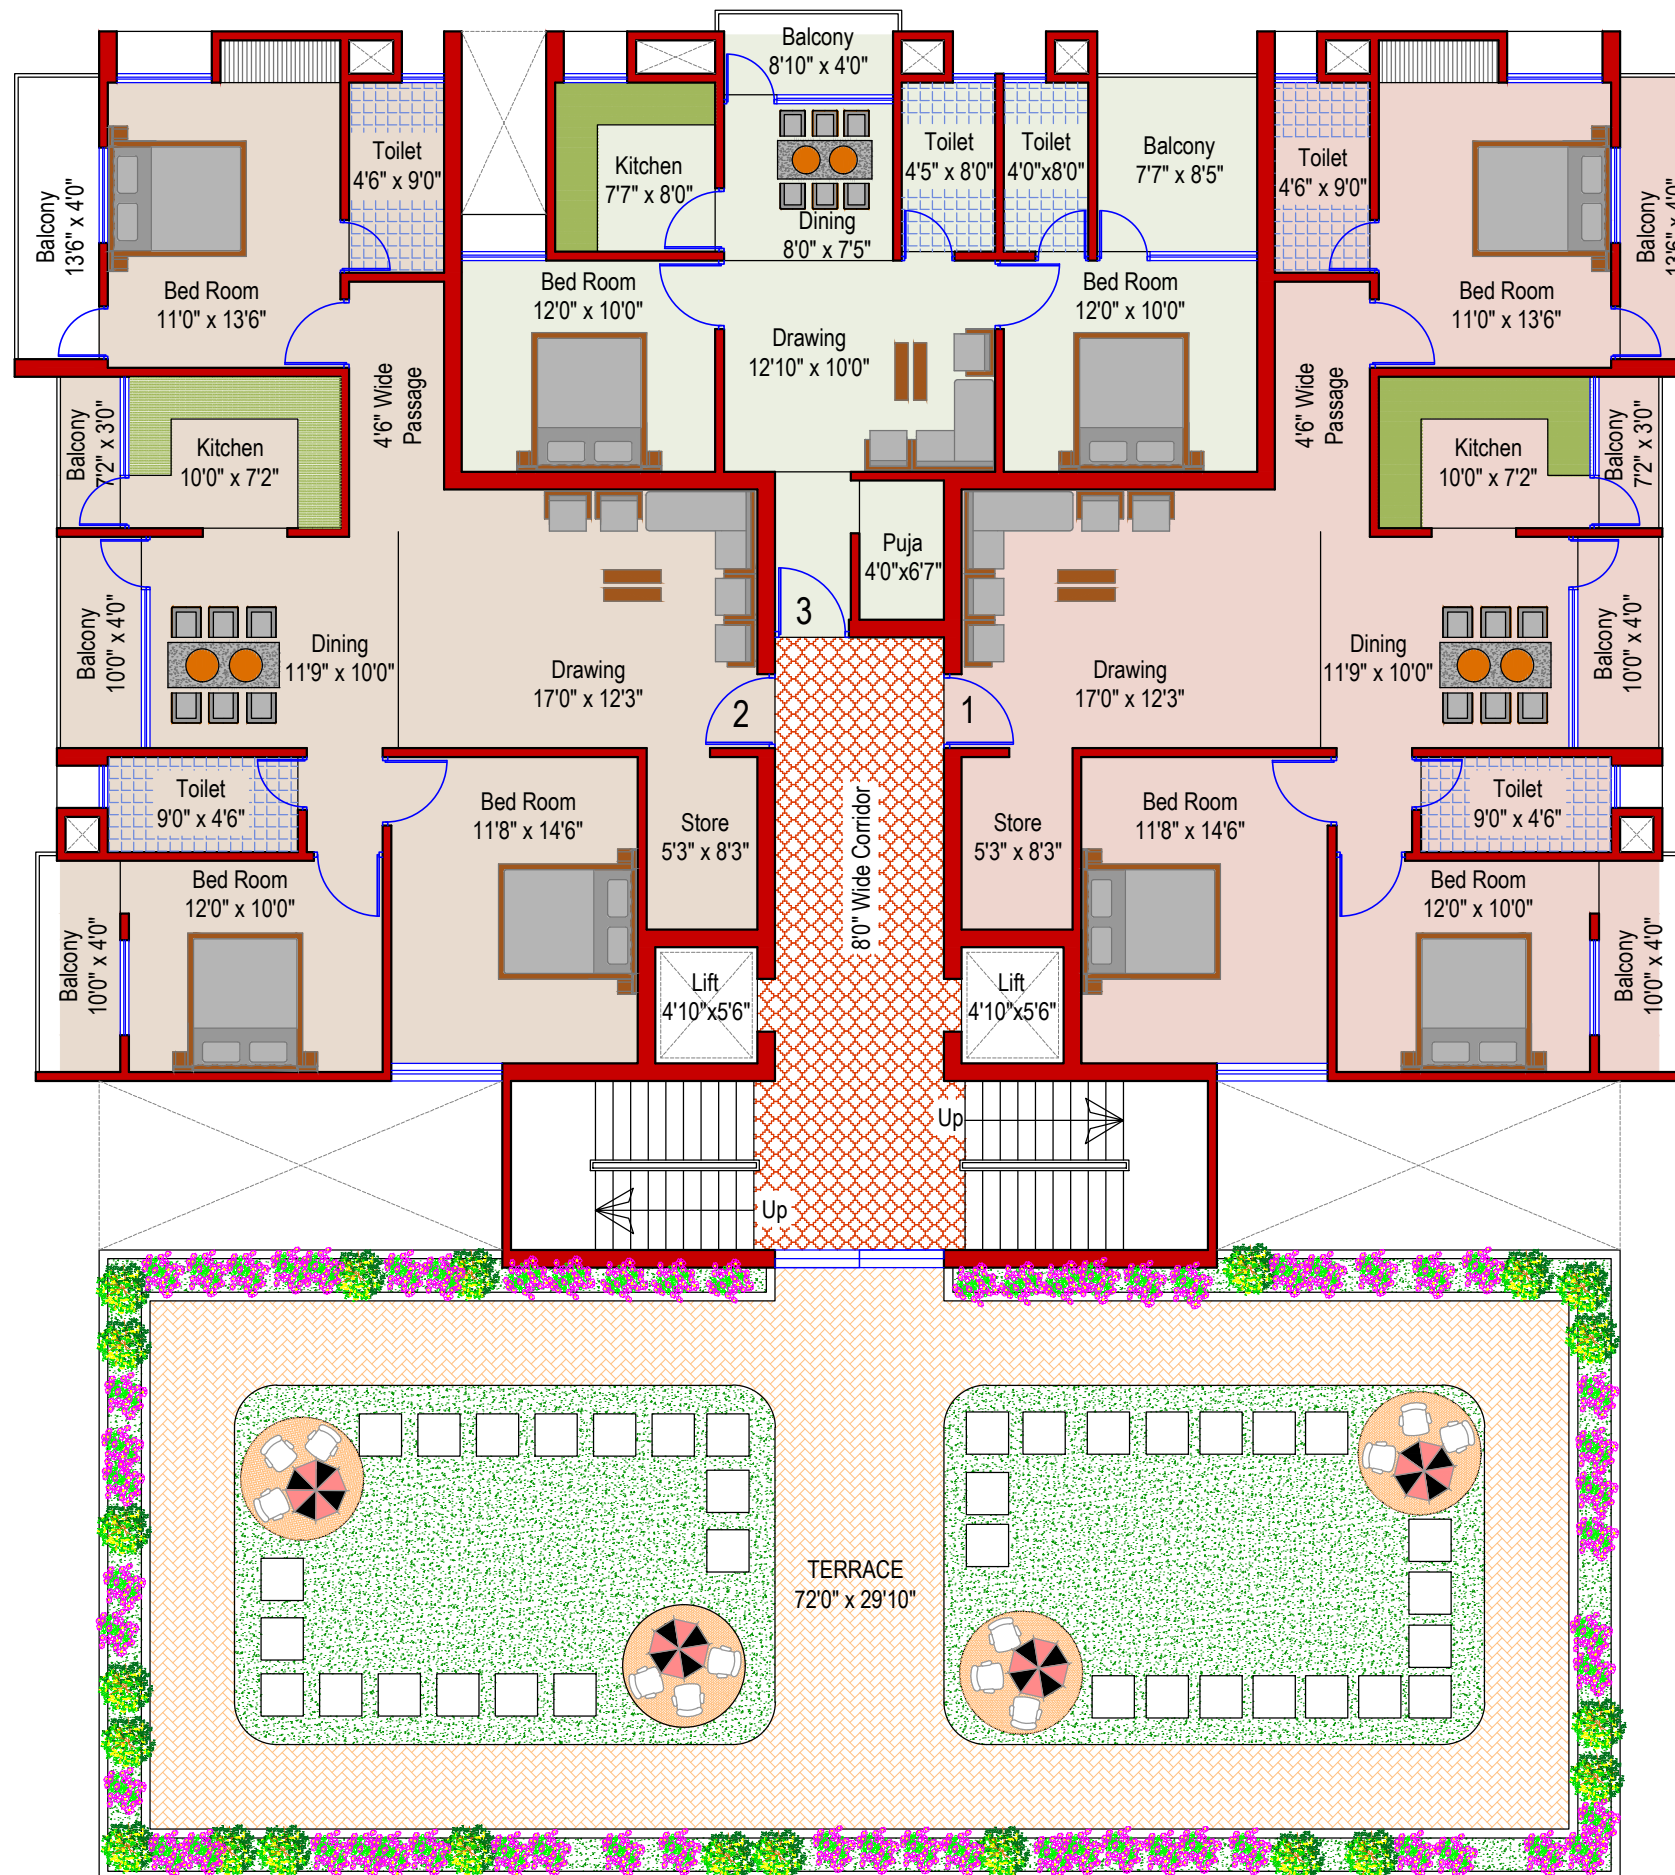 Balcony
8'10" x 4'0"
Toilet
4'6" x 9'0"
Kitchen
7'7" x 8'0"
Dining
8'0" x 7'5"
Toilet
4'5" x 8'0"
Toilet
4'0"x8'0"
Balcony
7'7" x 8'5"
Toilet
4'6" x 9'0"
Balcony
13'6" x 4'0"
Bed Room
11'0" x 13'6"
Bed Room
12'0" x 10'0"
Drawing
12'10" x 10'0"
Bed Room
12'0" x 10'0"
Bed Room
11'0" x 13'6"
Balcony
13'6" x 4'0"
Balcony
7'2" x 3'0"
Kitchen
10'0" x 7'2"
4'6" Wide
Passage
4'6" Wide
Passage
Kitchen
10'0" x 7'2"
Balcony
7'2" x 3'0"
Puja
4'0"x6'7"
3
Balcony
10'0" x 4'0"
Dining
11'9" x 10'0"
Drawing
17'0" x 12'3"
2
1
Drawing
17'0" x 12'3"
Dining
11'9" x 10'0"
Balcony
10'0" x 4'0"
Toilet
9'0" x 4'6"
Bed Room
11'8" x 14'6"
Store
5'3" x 8'3"
8'0" Wide Corridor
Store
5'3" x 8'3"
Bed Room
11'8" x 14'6"
Toilet
9'0" x 4'6"
Balcony
10'0" x 4'0"
Bed Room
12'0" x 10'0"
Lift
4'10"x5'6"
Lift
4'10"x5'6"
Bed Room
12'0" x 10'0"
Balcony
10'0" x 4'0"
Up
Up
TERRACE
72'0" x 29'10"